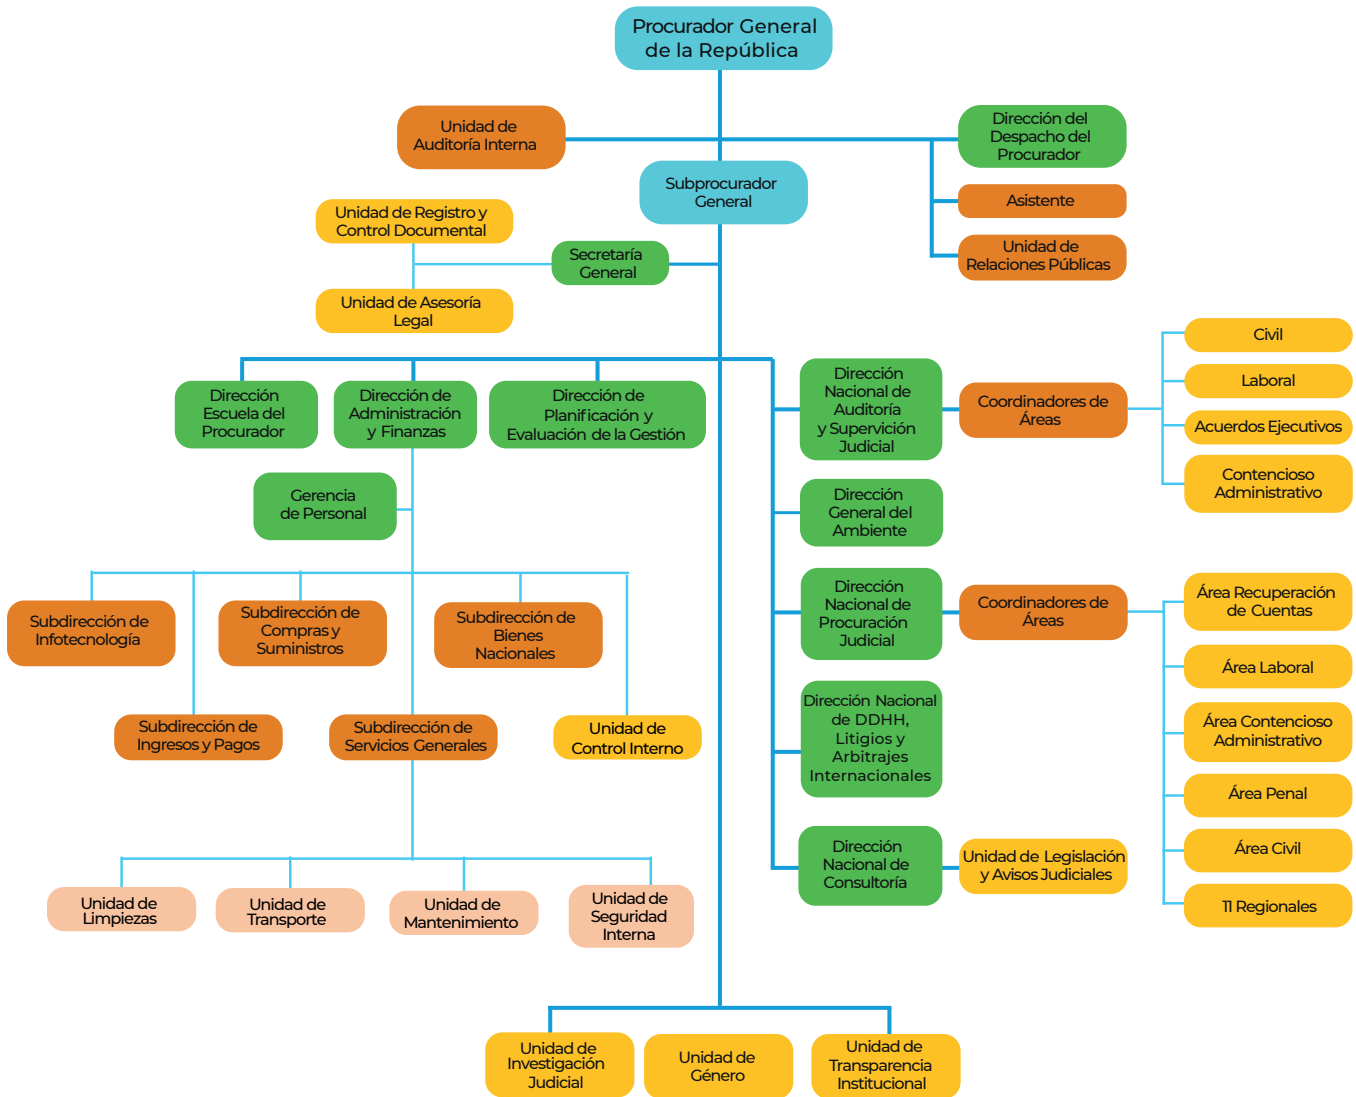 Procurador General
de la República
Unidad de
Auditoría Interna
Dirección del
Despacho del
Procurador
Subprocurador
General
Asistente
Unidad de
Relaciones Públicas
Unidad de Registro y
Control Documental
Secretaría
General
Unidad de Asesoría
Legal
Dirección
Escuela del
Procurador
Dirección de
Administración
y Finanzas
Dirección de
Planificación y
Evaluación de la Gestión
Gerencia
de Personal
Subdirección de
Infotecnología
Subdirección de
Compras y
Suministros
Subdirección de
Bienes
Nacionales
Subdirección de
Ingresos y Pagos
Subdirección de
Servicios Generales
Unidad de
Control Interno
Unidad de
Limpiezas
Unidad de
Transporte
Unidad de
Mantenimiento
Unidad de
Seguridad
Interna
Dirección
Nacional de
Auditoría
y Supervición
Judicial
Coordinadores de
Áreas
Civil
Laboral
Acuerdos Ejecutivos
Contencioso
Administrativo
Dirección
General del
Ambiente
Dirección
Nacional de
Procuración
Judicial
Coordinadores de
Áreas
Área Recuperación
de Cuentas
Área Laboral
Área Contencioso
Administrativo
Área Penal
Área Civil
11 Regionales
Dirección Nacional
de DDHH,
Litigios y
Arbitrajes
Internacionales
Dirección
Nacional de
Consultoría
Unidad de Legislación
y Avisos Judiciales
Unidad de
Investigación
Judicial
Unidad de
Género
Unidad de
Transparencia
Institucional